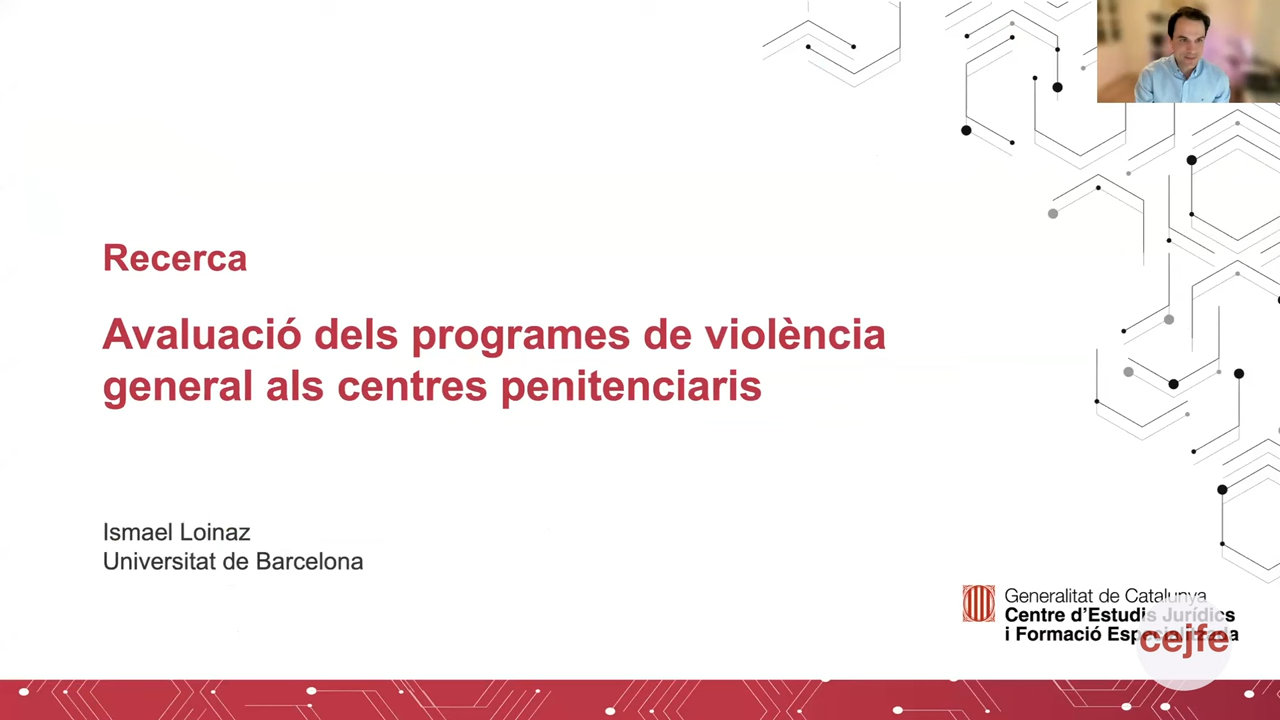 Recerca
Avaluació dels programes de violència
general als centres penitenciaris
Ismael Loinaz
Universitat de Barcelona
Generalitat de Catalunya
Centre d'Estudis Jurídics
i Formació Especialitzada
cejfe